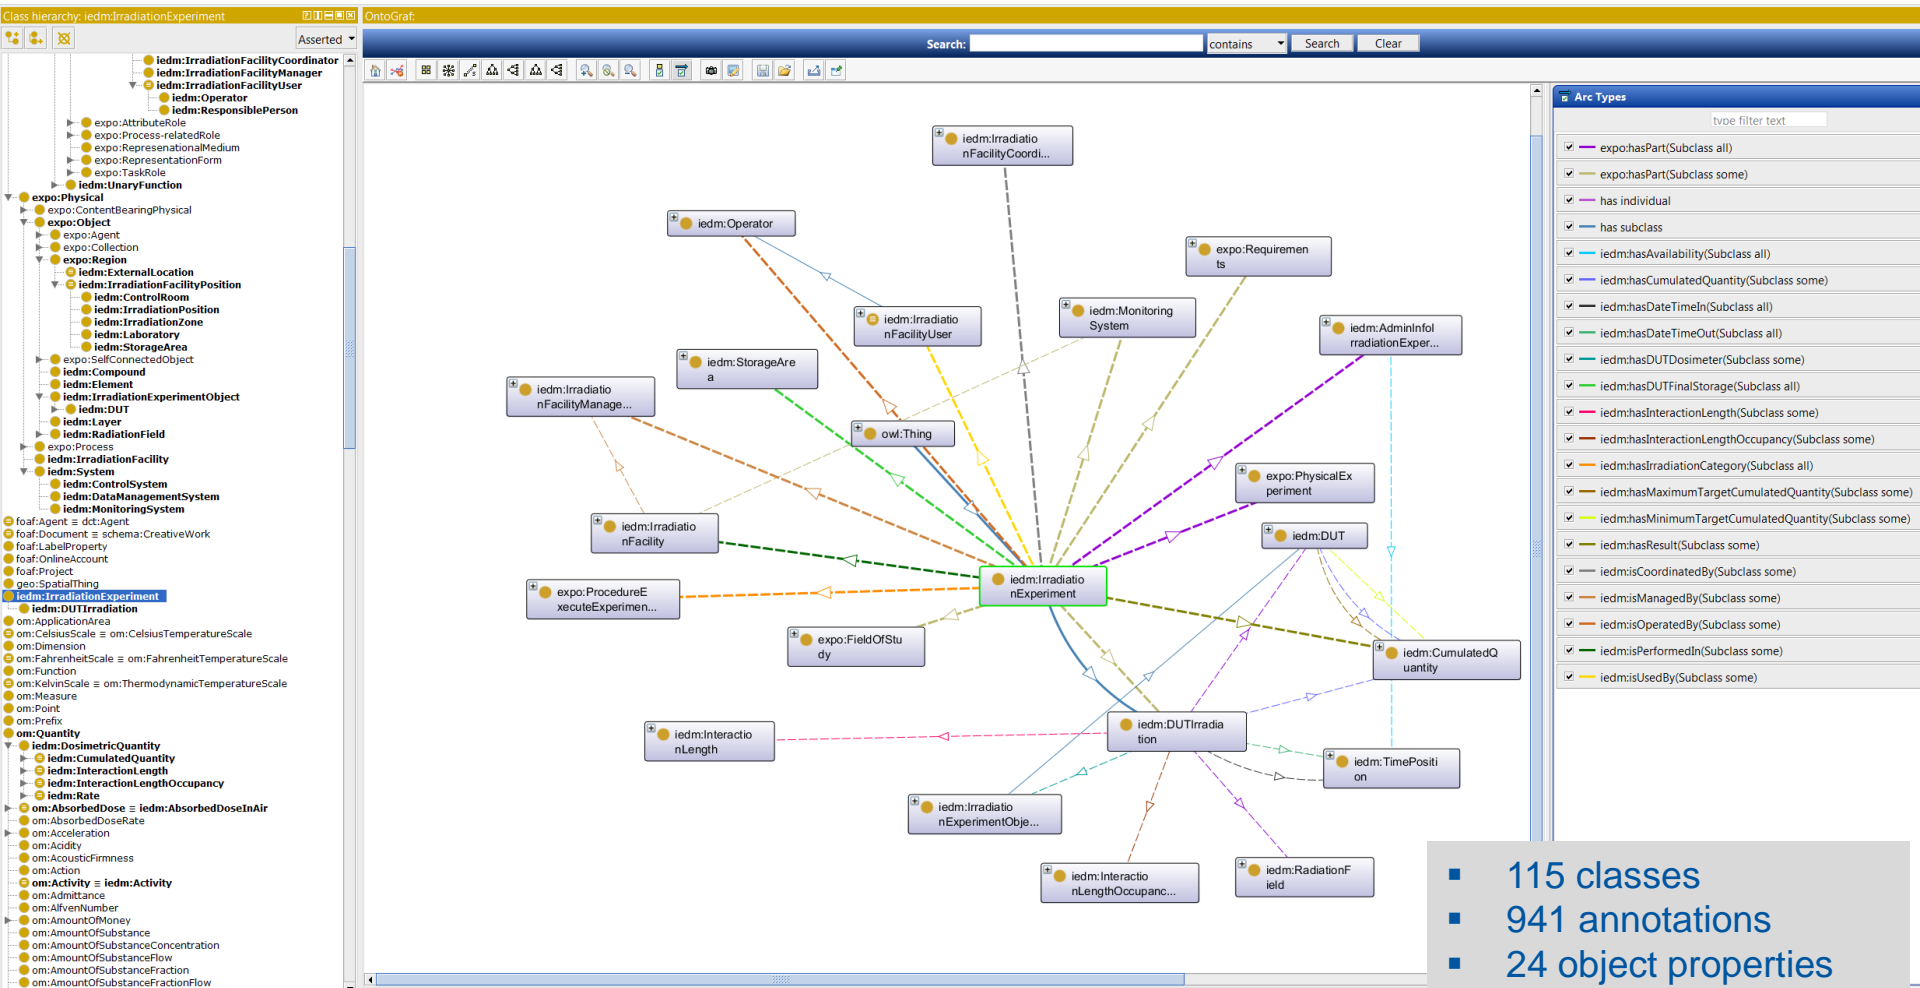 Class hierarchy: iedm:IrradiationExperiment
Asserted
iedm:IrradiationFacilityCoordinator
iedm:IrradiationFacilityManager
iedm:IrradiationFacilityUser
iedm:Operator
iedm:ResponsiblePerson
expo:AttributeRole
expo:Process-relatedRole
expo:RepresenationalMedium
expo:RepresentationForm
expo:TaskRole
iedm:UnaryFunction
expo:Physical
expo:ContentBearingPhysical
expo:Object
expo:Agent
expo:Collection
expo:Region
iedm:ExternalLocation
iedm:IrradiationFacilityPosition
iedm:ControlRoom
iedm:IrradiationPosition
iedm:IrradiationZone
iedm:Laboratory
iedm:StorageArea
expo:SelfConnectedObject
iedm:Compound
iedm:Element
iedm:IrradiationExperimentObject
iedm:DUT
iedm:Layer
iedm:RadiationField
expo:Process
iedm:IrradiationFacility
iedm:System
iedm:ControlSystem
iedm:DataManagementSystem
iedm:MonitoringSystem
foaf:Agent ≡ dct:Agent
foaf:Document ≡ schema:CreativeWork
foaf:LabelProperty
foaf:OnlineAccount
foaf:Project
geo:SpatialThing
iedm:IrradiationExperiment
iedm:DUTIrradiation
om:ApplicationArea
om:CelsiusScale ≡ om:CelsiusTemperatureScale
om:Dimension
om:FahrenheitScale ≡ om:FahrenheitTemperatureScale
om:Function
om:KelvinScale ≡ om:ThermodynamicTemperatureScale
om:Measure
om:Point
om:Prefix
om:Quantity
iedm:DosimetricQuantity
iedm:CumulatedQuantity
iedm:InteractionLength
iedm:InteractionLengthOccupancy
iedm:Rate
om:AbsorbedDose ≡ iedm:AbsorbedDoseInAir
om:AbsorbedDoseRate
om:Acceleration
om:Acidity
om:AcousticFirmness
om:Action
om:Activity ≡ iedm:Activity
om:Admittance
om:AlfvenNumber
om:AmountOfMoney
om:AmountOfSubstance
om:AmountOfSubstanceConcentration
om:AmountOfSubstanceFlow
om:AmountOfSubstanceFraction
om:AmountOfSubstanceFractionFlow
OntoGraf:
Search:
contains
Search
Clear
iedm:Irradiatio
nFacilityCoordi...
iedm:Operator
expo:Requiremen
ts
iedm:Irradiatio
nFacilityUser
iedm:Monitoring
System
iedm:AdminInfoI
rradiationExper...
iedm:StorageAre
a
iedm:Irradiatio
nFacilityManage...
owl:Thing
expo:PhysicalEx
periment
iedm:Irradiatio
nFacility
iedm:DUT
iedm:Irradiatio
nExperiment
expo:ProcedureE
xecuteExperimen...
expo:FieldOfStu
dy
iedm:CumulatedQ
uantity
iedm:DUTIrradia
tion
iedm:Interactio
nLength
iedm:TimePositi
on
iedm:Irradiatio
nExperimentObje...
iedm:Interactio
nLengthOccupanc...
iedm:RadiationF
ield
Arc Types
type filter text
expo:hasPart(Subclass all)
expo:hasPart(Subclass some)
has individual
has subclass
iedm:hasAvailability(Subclass all)
iedm:hasCumulatedQuantity(Subclass some)
iedm:hasDateTimeIn(Subclass all)
iedm:hasDateTimeOut(Subclass all)
iedm:hasDUTDosimeter(Subclass some)
iedm:hasDUTFinalStorage(Subclass all)
iedm:hasInteractionLength(Subclass some)
iedm:hasInteractionLengthOccupancy(Subclass some)
iedm:hasIrradiationCategory(Subclass all)
iedm:hasMaximumTargetCumulatedQuantity(Subclass some)
iedm:hasMinimumTargetCumulatedQuantity(Subclass some)
iedm:hasResult(Subclass some)
iedm:isCoordinatedBy(Subclass some)
iedm:isManagedBy(Subclass some)
iedm:isOperatedBy(Subclass some)
iedm:isPerformedIn(Subclass some)
iedm:isUsedBy(Subclass some)
▪ 115 classes
▪ 941 annotations
▪ 24 object properties